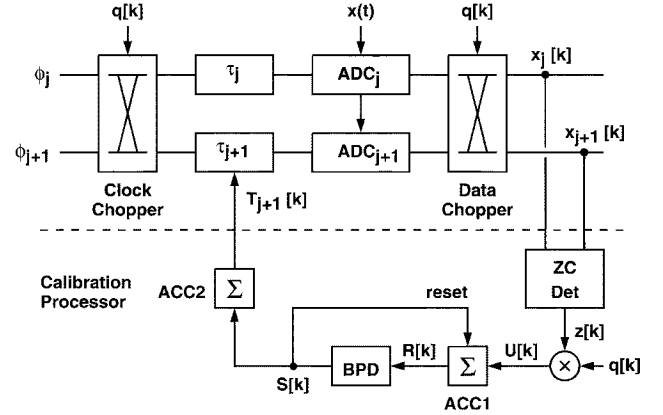 q[k] x(t) q[k]
ϕj τj ADCj xj[k]
ϕj+1 τj+1 ADCj+1 xj+1[k]
Clock Chopper
Tj+1[k]
Data Chopper
Calibration Processor
ACC2 Σ
reset
ZC Det
z[k]
S[k] BPD R[k] Σ U[k] × q[k]
ACC1